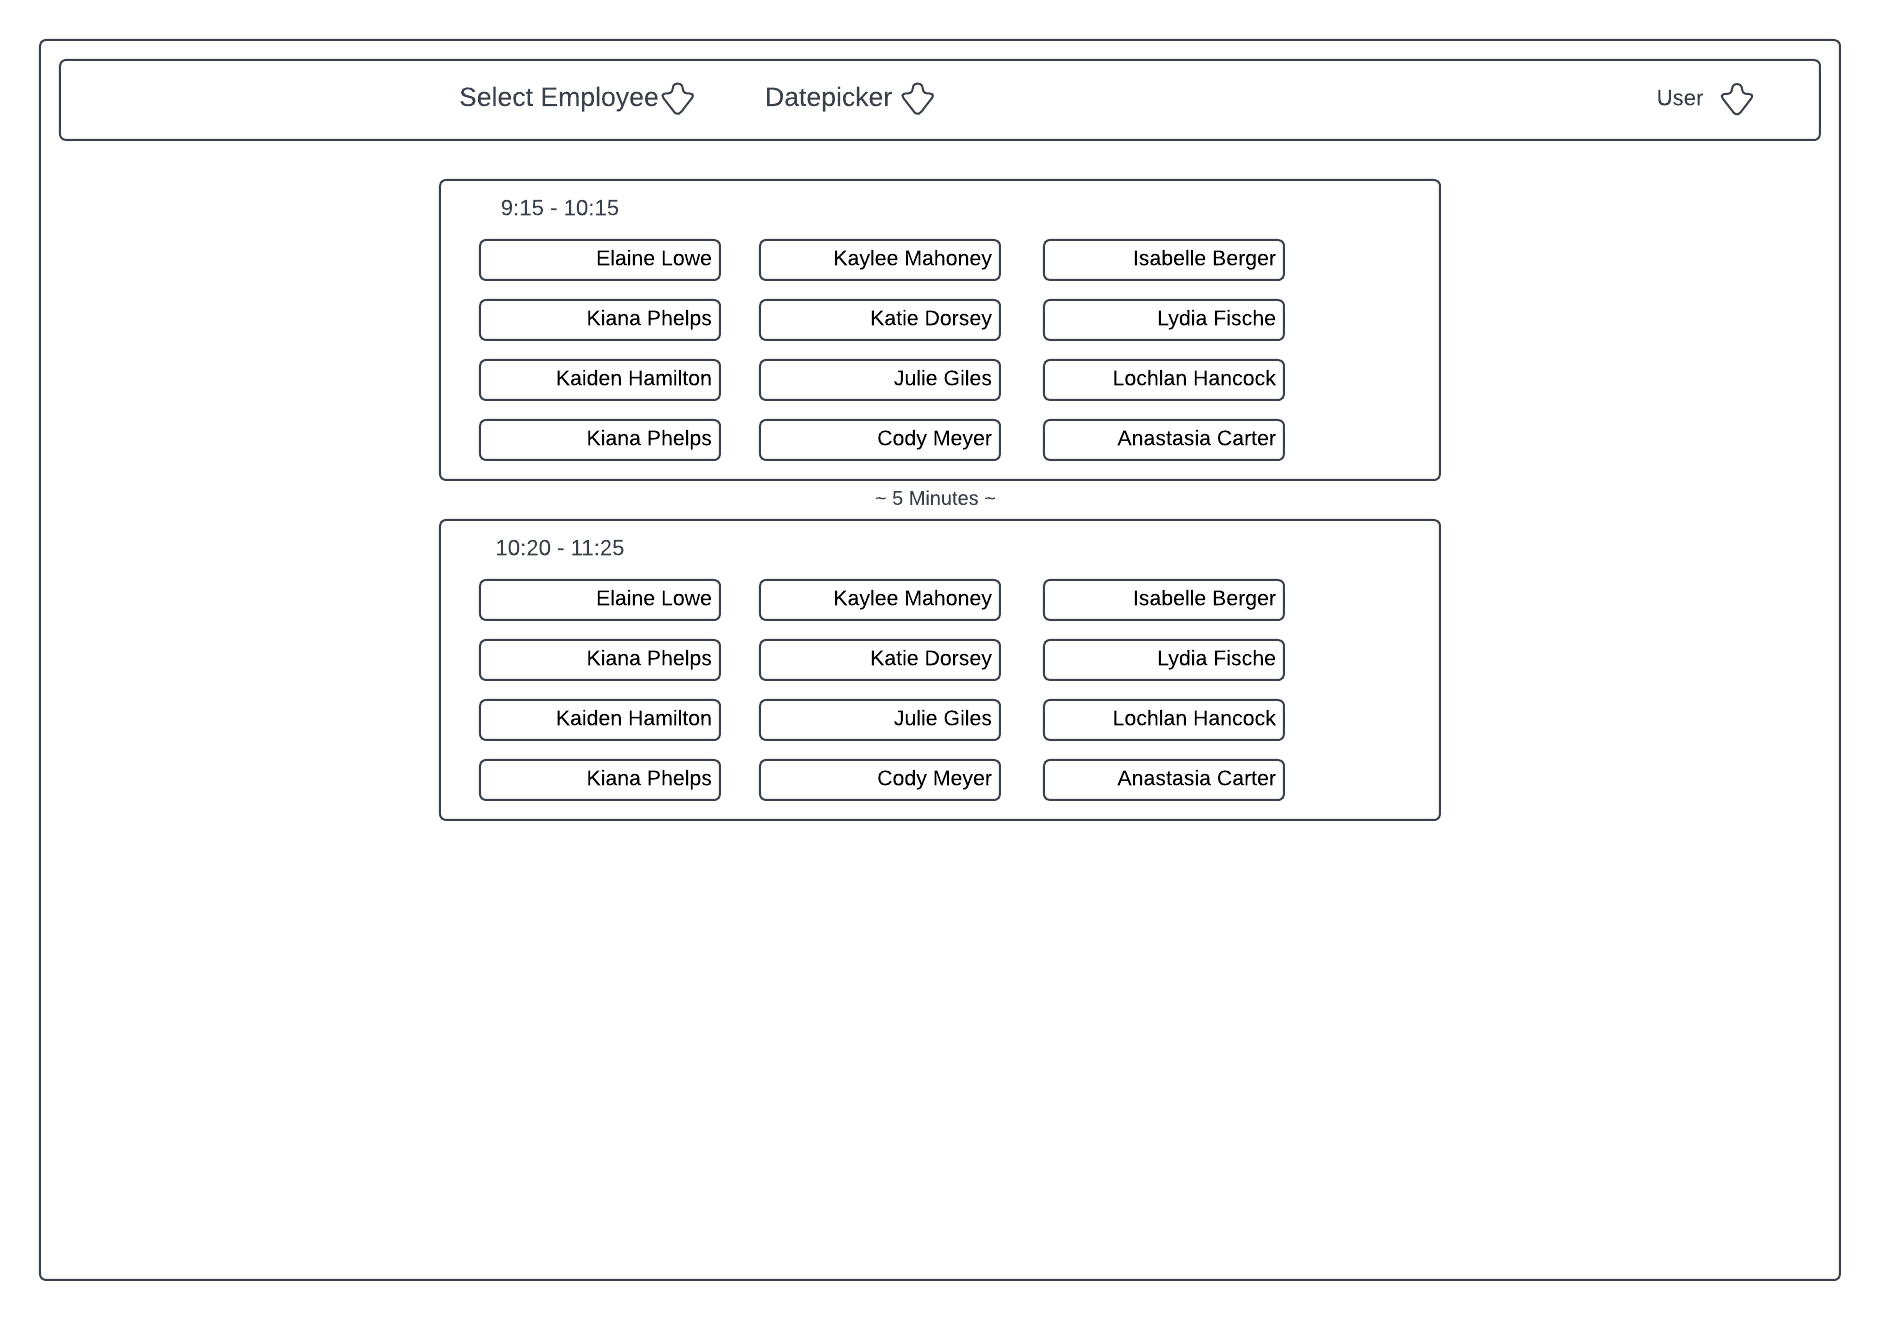 Select Employee Datepicker User
9:15 - 10:15
Elaine Lowe Kaylee Mahoney Isabelle Berger
Kiana Phelps Katie Dorsey Lydia Fische
Kaiden Hamilton Julie Giles Lochlan Hancock
Kiana Phelps Cody Meyer Anastasia Carter
~ 5 Minutes ~
10:20 - 11:25
Elaine Lowe Kaylee Mahoney Isabelle Berger
Kiana Phelps Katie Dorsey Lydia Fische
Kaiden Hamilton Julie Giles Lochlan Hancock
Kiana Phelps Cody Meyer Anastasia Carter